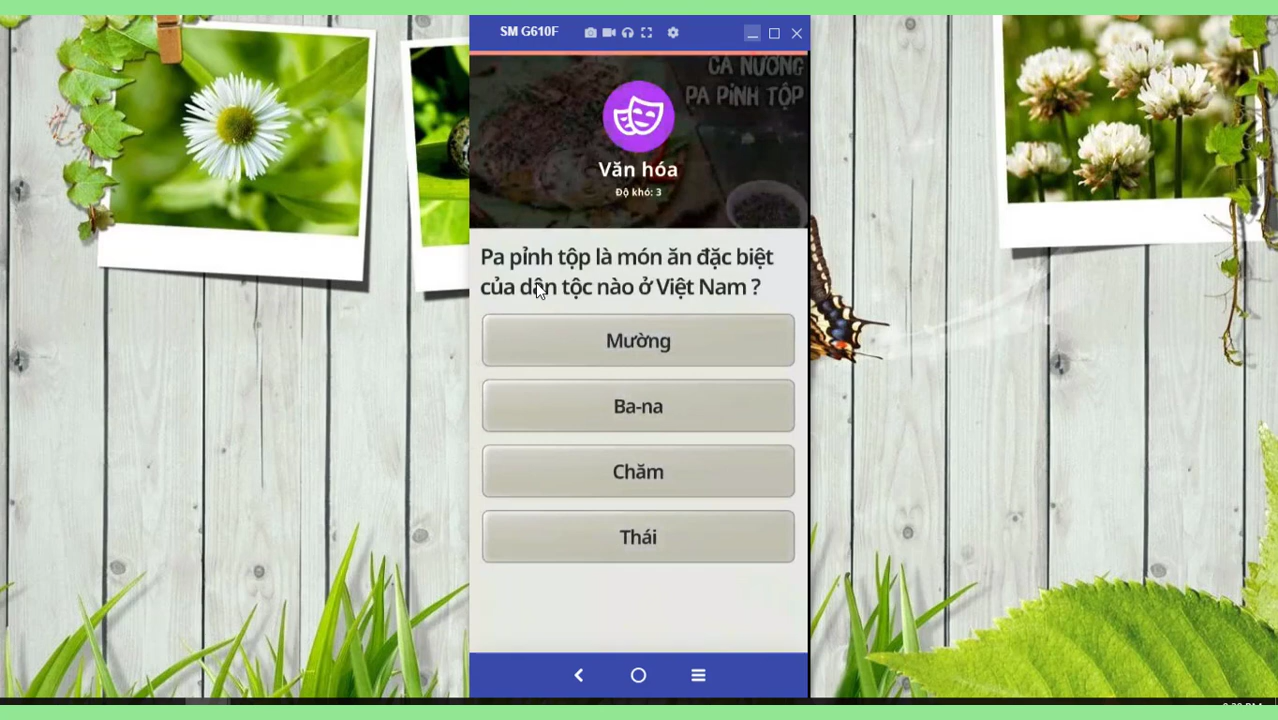 SM G610F
CÁ NƯỚNG
PA PỈNH TỘP
Văn hóa
Độ khó: 3
Pa pỉnh tộp là món ăn đặc biệt
của dân tộc nào ở Việt Nam ?
Mường
Ba-na
Chăm
Thái